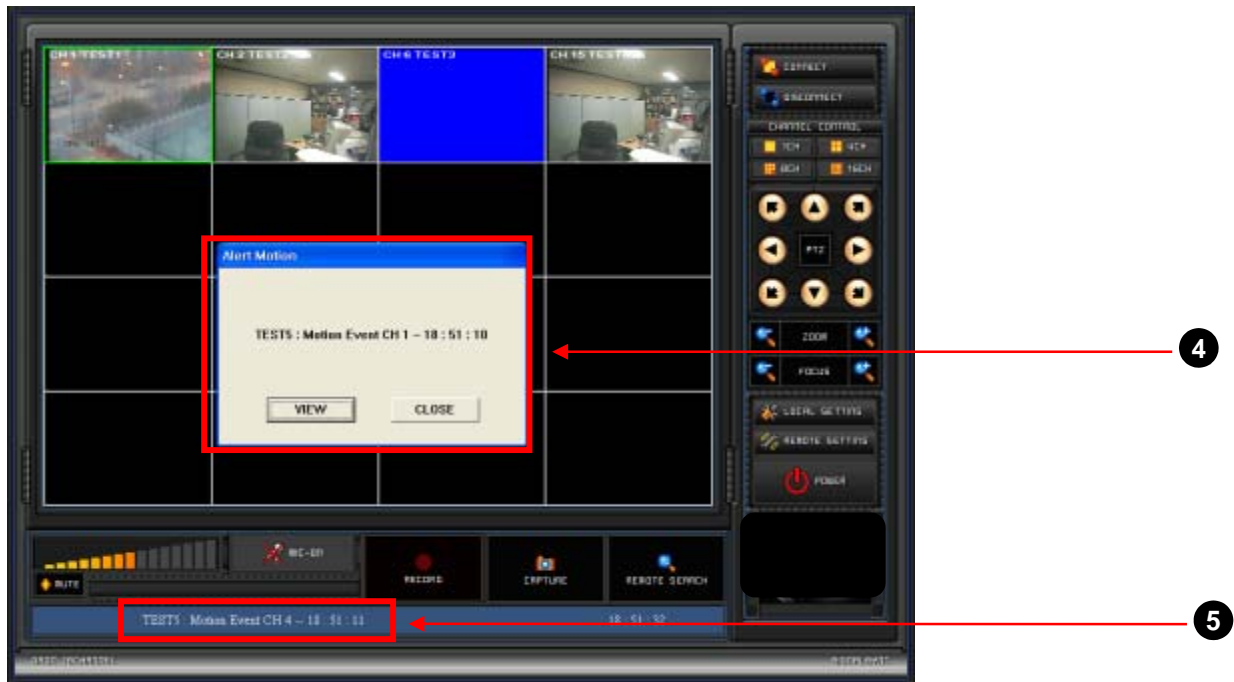 CH 1 TEST1
CH 2 TEST2
CH 6 TEST3
CH 15 TEST
CONNECT
DISCONNECT
CHANNEL CONTROL
1CH
4CH
8CH
16CH
PTZ
ZOOM
FOCUS
LOCAL SETTING
REMOTE SETTING
POWER
Alert Motion
TEST5 : Motion Event CH 1 – 18 : 51 : 10
VIEW
CLOSE
4
MIC-ON
MUTE
RECORD
CAPTURE
REMOTE SEARCH
TEST5 : Motion Event CH 4 – 18 : 51 : 11
18 : 51 : 32
5